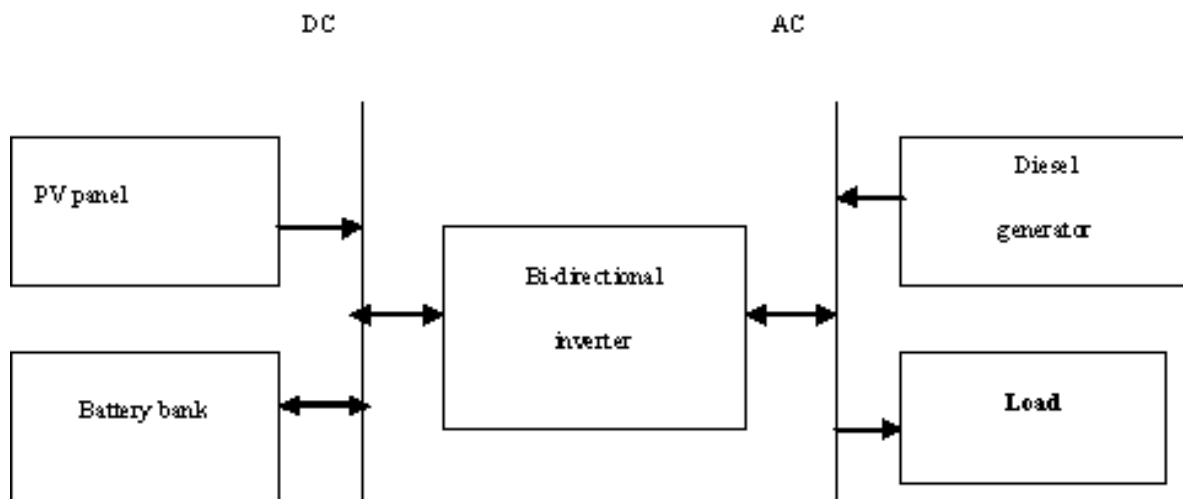 DC
AC
PV panel
Battery bank
Bi-directional
inverter
Diesel
generator
Load